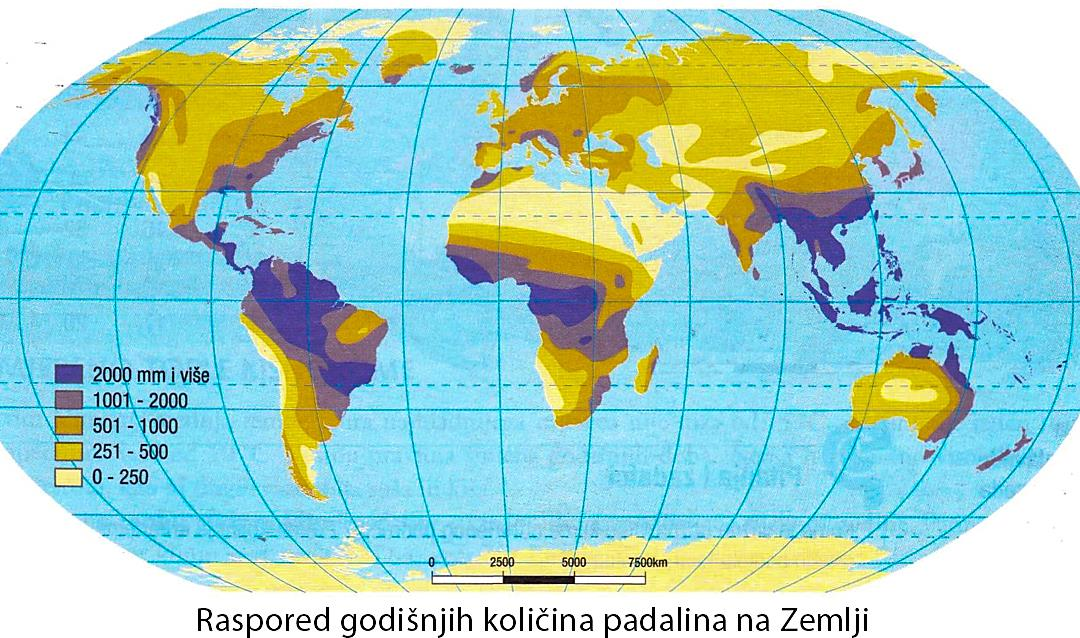 2000 mm i više
1001 - 2000
501 - 1000
251 - 500
0 - 250
0 2500 5000 7500km
Raspored godišnjih količina padalina na Zemlji